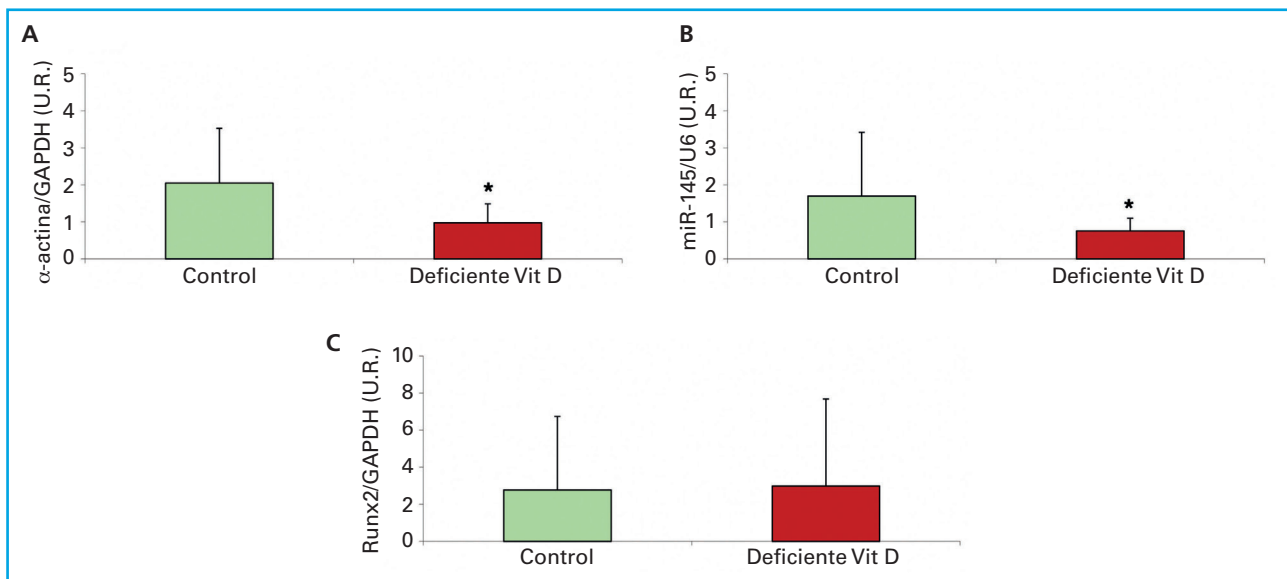 A
α-actina/GAPDH (U.R.)
5
4
3
2
1
0
*
Control
Deficiente Vit D
B
miR-145/U6 (U.R.)
5
4
3
2
1
0
*
Control
Deficiente Vit D
C
Runx2/GAPDH (U.R.)
10
8
6
4
2
0
Control
Deficiente Vit D